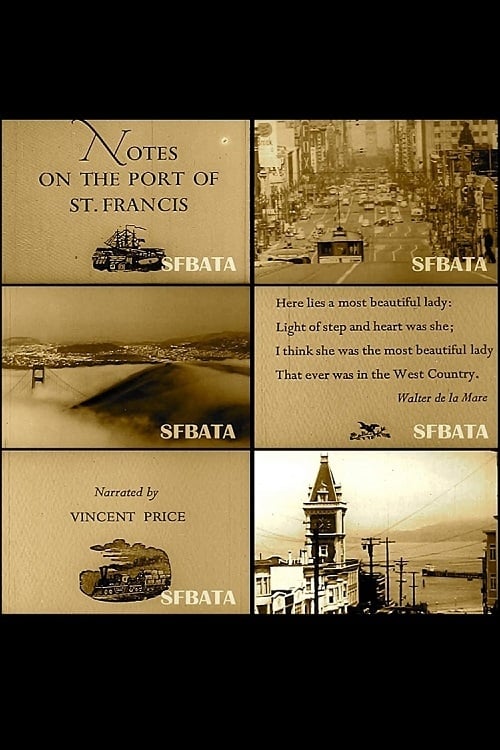 NOTES
ON THE PORT OF
ST. FRANCIS
SFBATA
SFBATA
SFBATA
Here lies a most beautiful lady:
Light of step and heart was she;
I think she was the most beautiful lady
That ever was in the West Country.
Walter de la Mare
SFBATA
Narrated by
VINCENT PRICE
SFBATA